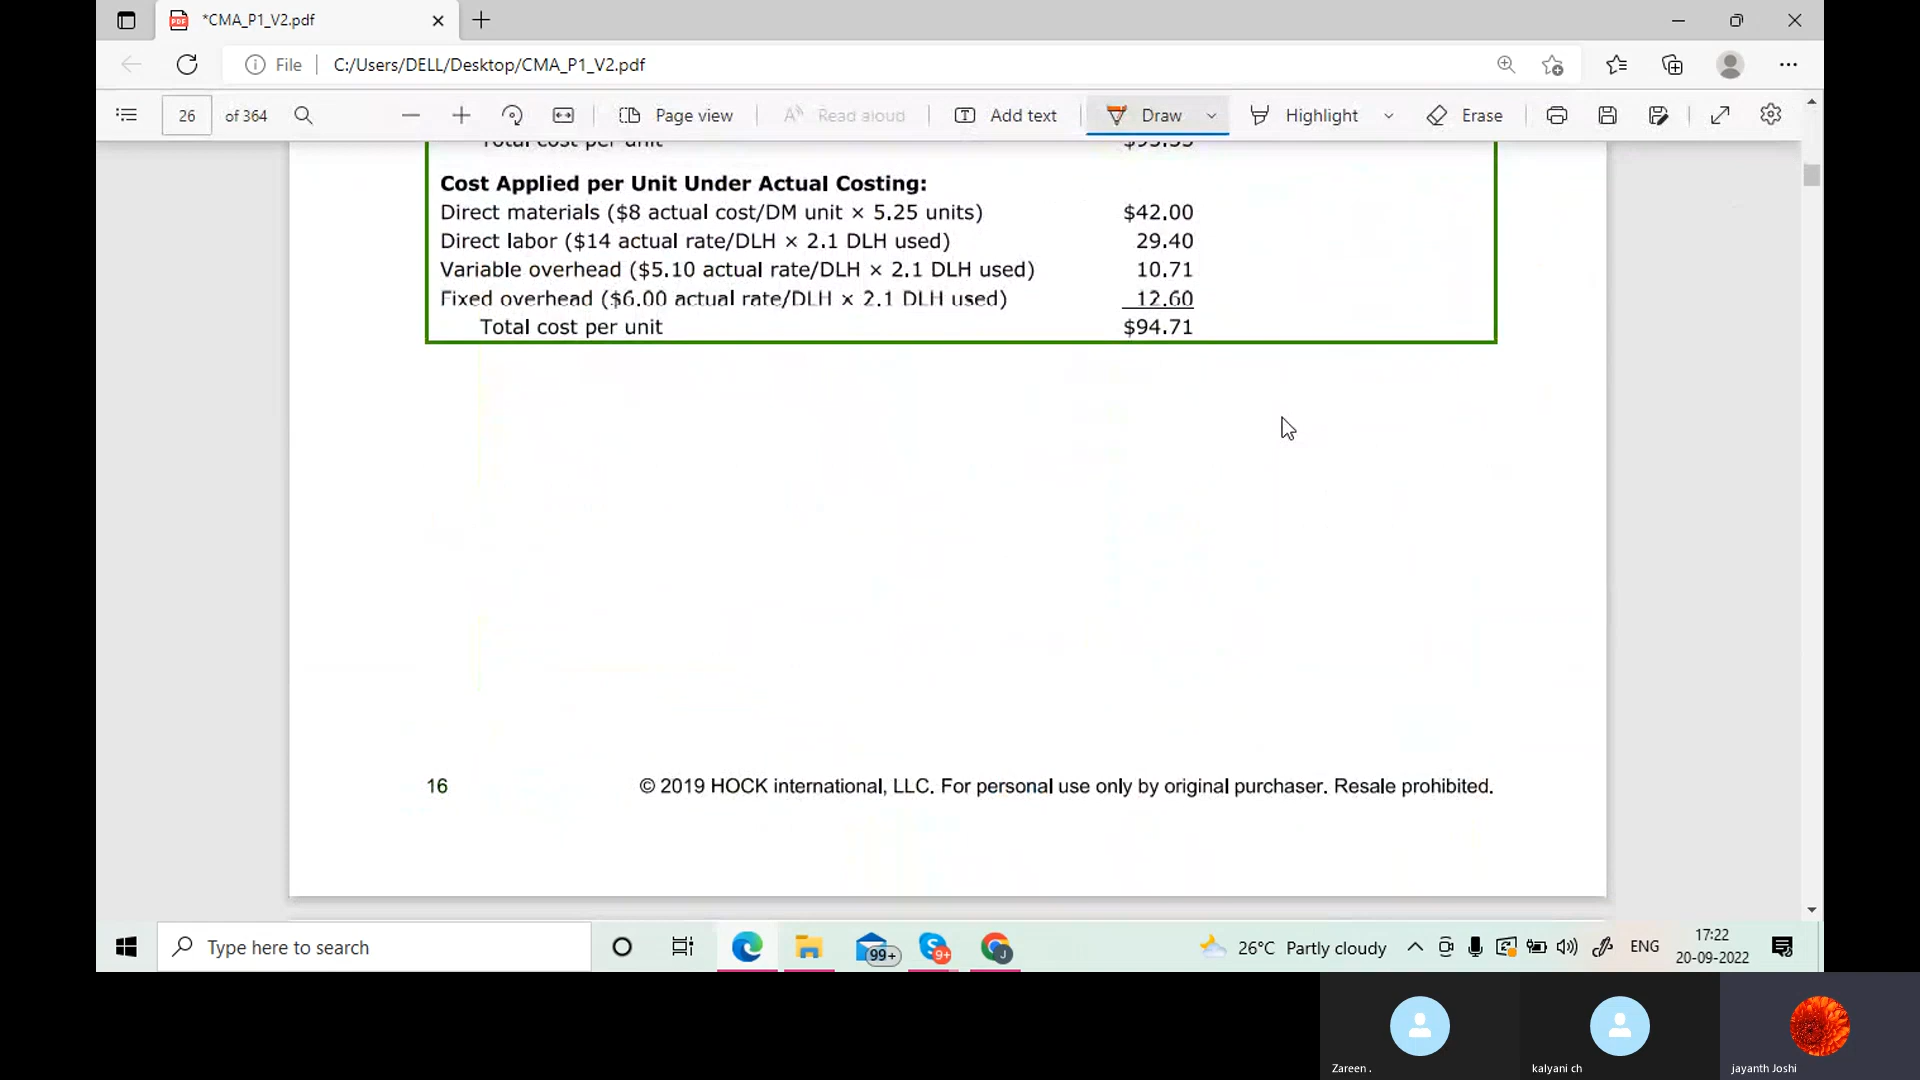 *CMA_P1_V2.pdf
File
C:/Users/DELL/Desktop/CMA_P1_V2.pdf
26 of 364
Page view
Read aloud
Add text
Draw
Highlight
Erase
Total cost per unit
Cost Applied per Unit Under Actual Costing:
Direct materials ($8 actual cost/DM unit × 5.25 units) $42.00
Direct labor ($14 actual rate/DLH × 2.1 DLH used) 29.40
Variable overhead ($5.10 actual rate/DLH × 2.1 DLH used) 10.71
Fixed overhead ($6.00 actual rate/DLH × 2.1 DLH used) 12.60
Total cost per unit $94.71
16 © 2019 HOCK international, LLC. For personal use only by original purchaser. Resale prohibited.
Type here to search
99+
9+
J
26°C Partly cloudy
ENG
17:22
20-09-2022
Zareen .
kalyani ch
jayanth Joshi